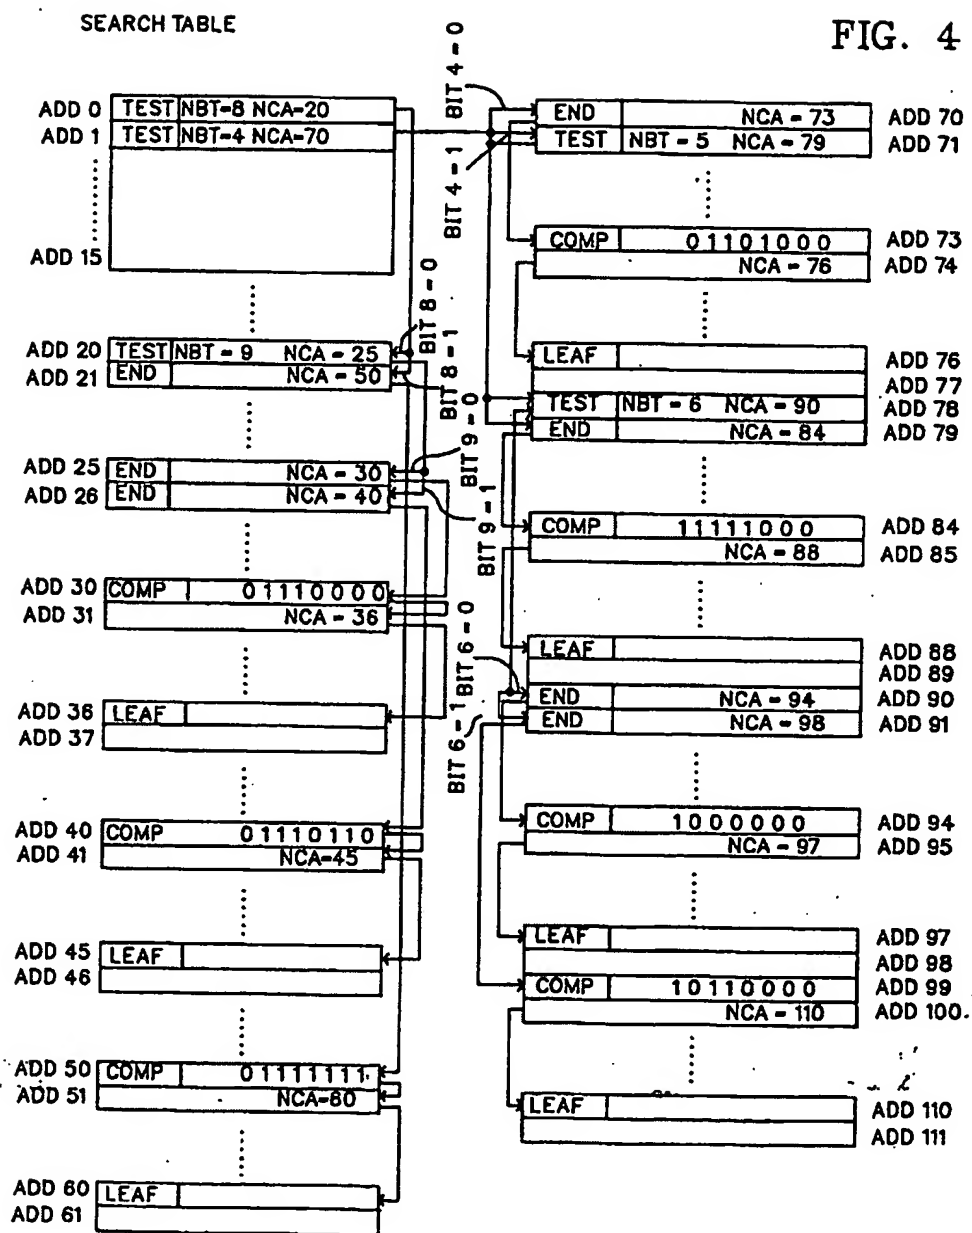 SEARCH TABLE
FIG. 4
ADD 0 TEST NBT=8 NCA=20
ADD 1 TEST NBT=4 NCA=70
ADD 15
ADD 20 TEST NBT = 9 NCA = 25
ADD 21 END NCA = 50
ADD 25 END NCA = 30
ADD 26 END NCA = 40
ADD 30 COMP 01110000
ADD 31 NCA = 36
ADD 36 LEAF
ADD 37
ADD 40 COMP 01110110
ADD 41 NCA=45
ADD 45 LEAF
ADD 46
ADD 50 COMP 01111111
ADD 51 NCA=60
ADD 60 LEAF
ADD 61
BIT 4 = 0
BIT 4 = 1
BIT 8 = 0
BIT 8 = 1
BIT 9 = 0
BIT 9 = 1
BIT 6 = 0
BIT 6 = 1
END NCA = 73 ADD 70
TEST NBT = 5 NCA = 79 ADD 71
COMP 01101000 ADD 73
NCA = 76 ADD 74
LEAF ADD 76
ADD 77
TEST NBT = 6 NCA = 90 ADD 78
END NCA = 84 ADD 79
COMP 11111000 ADD 84
NCA = 88 ADD 85
LEAF ADD 88
ADD 89
END NCA = 94 ADD 90
END NCA = 98 ADD 91
COMP 1000000 ADD 94
NCA = 97 ADD 95
LEAF ADD 97
ADD 98
COMP 10110000 ADD 99
NCA = 110 ADD 100.
LEAF ADD 110
ADD 111